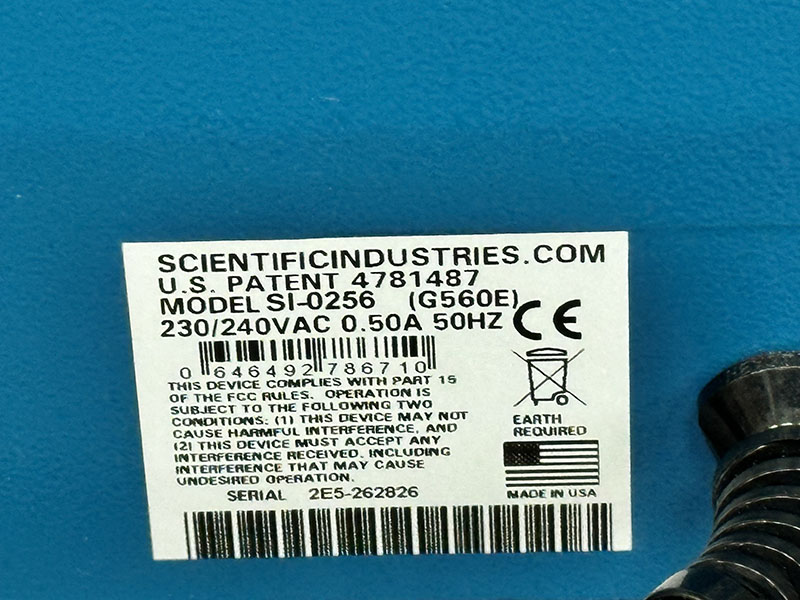 SCIENTIFICINDUSTRIES.COM
U.S. PATENT 4781487
MODEL SI-0256 (G560E)
230/240VAC 0.50A 50HZ CE
0 646492 786710
THIS DEVICE COMPLIES WITH PART 15
OF THE FCC RULES. OPERATION IS
SUBJECT TO THE FOLLOWING TWO
CONDITIONS: (1) THIS DEVICE MAY NOT
CAUSE HARMFUL INTERFERENCE, AND
(2) THIS DEVICE MUST ACCEPT ANY
INTERFERENCE RECEIVED, INCLUDING
INTERFERENCE THAT MAY CAUSE
UNDESIRED OPERATION.
EARTH
REQUIRED
SERIAL 2E5-262826
MADE IN USA